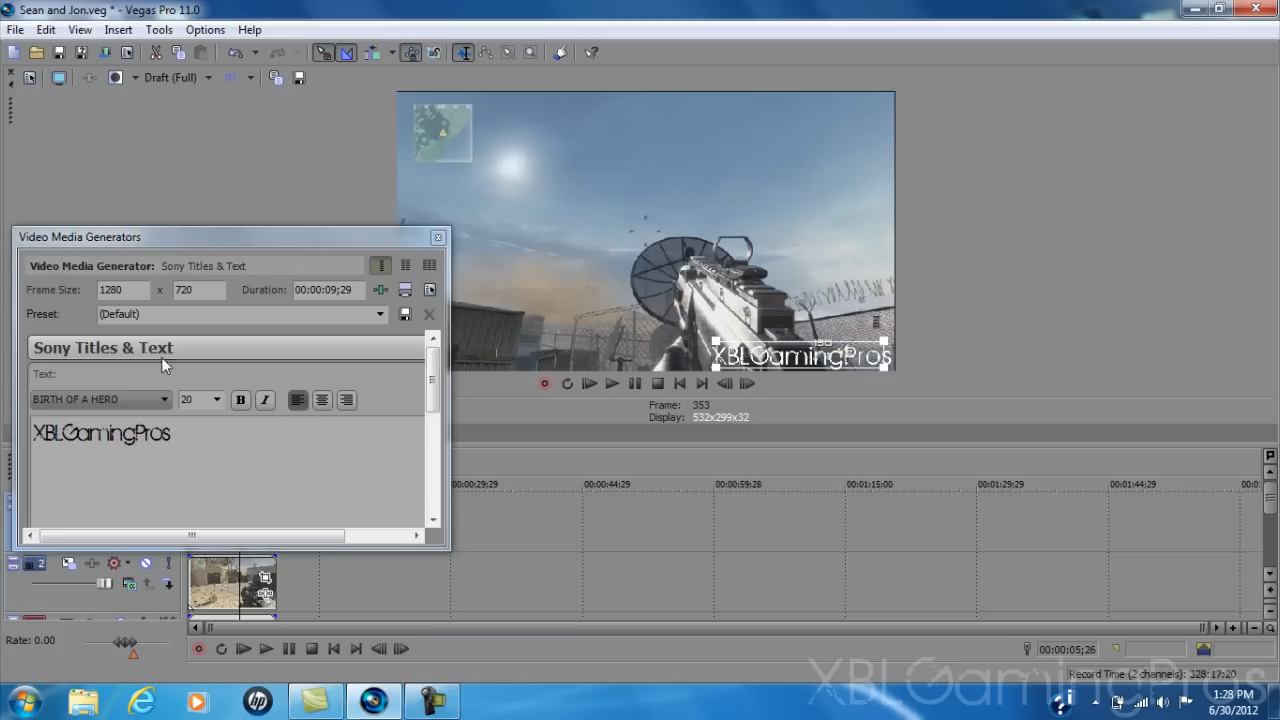 Sean and Jon.veg * - Vegas Pro 11.0
File Edit View Insert Tools Options Help
Draft (Full)
Video Media Generators
Video Media Generator: Sony Titles & Text
Frame Size: 1280 x 720 Duration: 00:00:09;29
Preset: (Default)
Sony Titles & Text
Text:
BIRTH OF A HERO 20 B I
XBLGamingPros
XBLGamingPros
Frame: 353
Display: 532x299x32
00:00:29;29 00:00:44;29 00:00:59;28 00:01:15:00 00:01:29;29 00:01:44;29 00:0
2
Rate: 0.00
00:00:05;26
Record Time (2 channels): 328:17:20
XBLGamingPros
hp
1:28 PM
6/30/2012